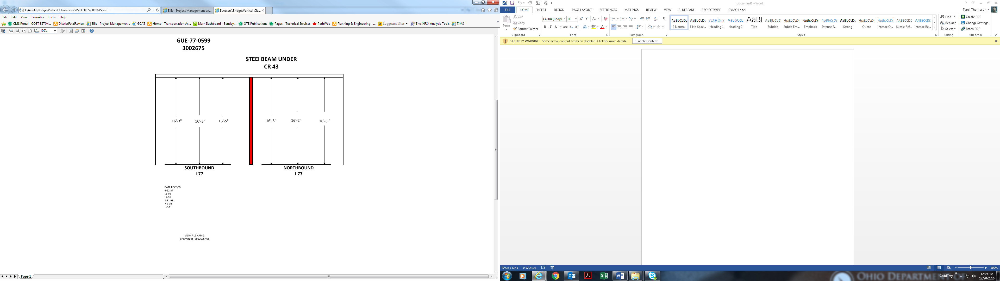 I:\Assets\Bridge\Vertical Clearances VISIO FILES\3002675.vsd
Ellis - Project Management an...
I:\Assets\Bridge\Vertical Cle...
File Edit View Favorites Tools Help
CMS Portal - COST ESTIM... DistrictFatalReview Ellis - Project Management... GCAT Home - Transportation As... Main Dashboard - Bentley... OTE Publications Pages - Technical Services PathWeb Planning & Engineering - ... Suggested Sites The INRIX Analytic Tools TIMS
100%
GUE-77-0599
3002675
STEEl BEAM UNDER
CR 43
16'-3" 16'-3" 16'-5" 16'-5" 16'-2" 16'-3 '
SOUTHBOUND
I-77
NORTHBOUND
I-77
DATE REVISED
4-22-87
11-92
12-95
3-31-98
7-8-99
1-5-11
VISIO FILE NAME:
x:\brhieght 3002675.vsd
Page-1
Document1 - Word
FILE HOME INSERT DESIGN PAGE LAYOUT REFERENCES MAILINGS REVIEW VIEW BLUEBEAM PROJECTWISE DYMO Label
Tyrell Thompson
Paste
Cut
Copy
Format Painter
Clipboard
Calibri (Body) 11
Font
Paragraph
AaBbCcDc AaBbCcDc AaBbCc AaBbCcD AaBl AaBbCcD AaBbCcDc AaBbCcDc AaBbCcDc AaBbCcDc AaBbCcDc AaBbCcDc AaBbCcDc AaBbCcDc
¶ Normal ¶ No Spac... Heading 1 Heading 2 Title Subtitle Subtle Em... Emphasis Intense E... Strong Quote Intense Q... Subtle Ref... Intense Re...
Styles
Find
Replace
Select
Editing
Create PDF
Change Settings
Batch PDF
Bluebeam
SECURITY WARNING Some active content has been disabled. Click for more details. Enable Content
PAGE 1 OF 1 0 WORDS
100%
CaddTray
12:09 PM
12/20/2016